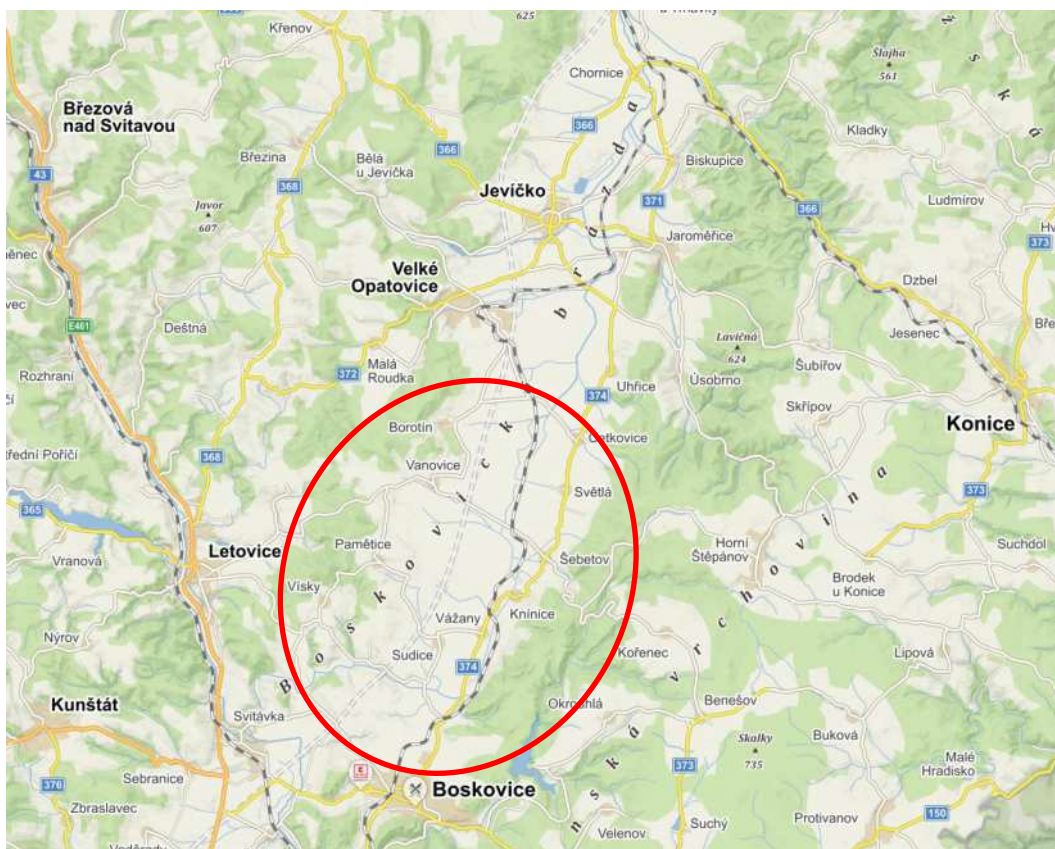 625
Křenov
Chornice
Šlajha
561
Březová
nad Svitavou
366
Kladky
Březina
Bělá
u Jevíčka
366
Biskupice
43
368
Jevíčko
Javor
607
371
366
Ludmírov
Jaroměřice
373
Velké
Opatovice
Dzbel
E461
Deštná
Lavičná
624
Jesenec
Malá
Roudka
372
Šubířov
Rozhraní
374
Uhřice
Úsobrno
Skřípov
Borotín
Cetkovice
Konice
368
Vanovice
Světlá
373
365
Letovice
Pamětice
Horní
Štěpánov
Suchdol
Vranová
Šebetov
Vísky
Brodek
u Konice
Vážany
Knínice
Nýrov
Sudice
374
Kořenec
Lipová
Kunštát
Benešov
Svitávka
Okrouhlá
Skalky
735
Buková
Sebranice
E
373
Malé
Hradisko
376
Boskovice
Zbraslavec
150
Velenov
Suchý
Protivanov
B o s k o v i c k
b r á z d a
n s k á v r c h o v i n a